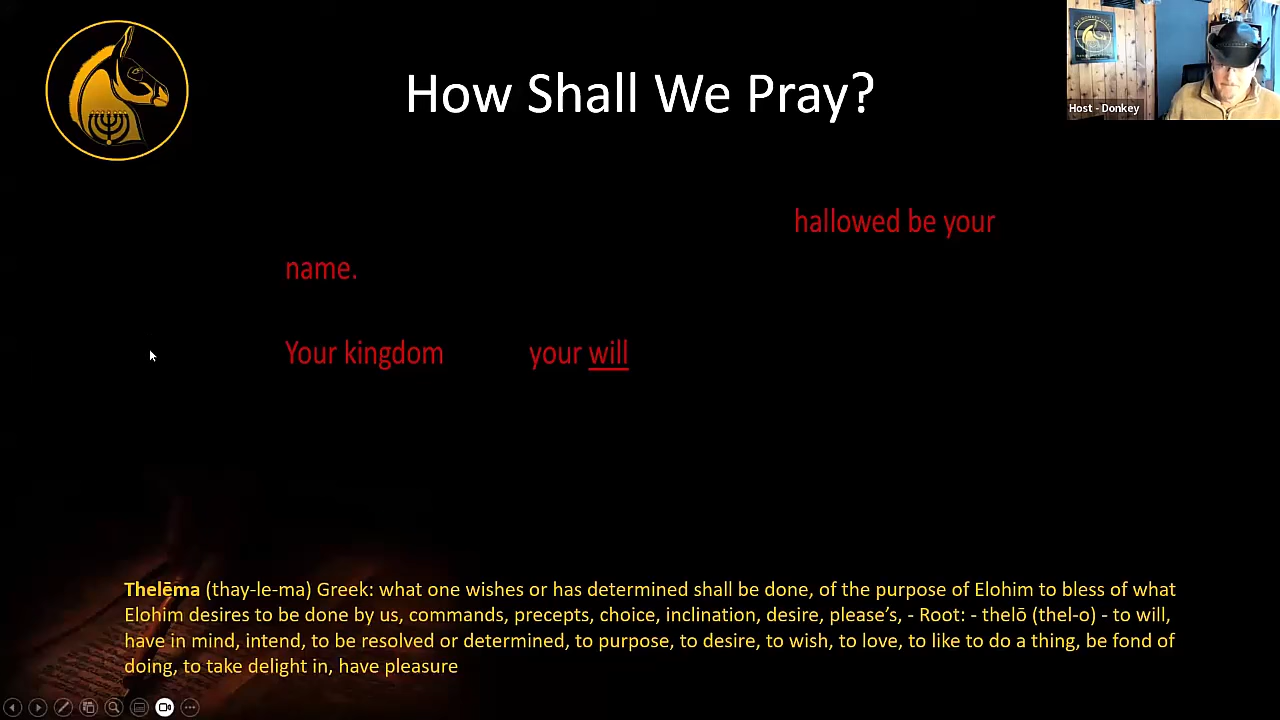 How Shall We Pray?
Host - Donkey
hallowed be your
name.
Your kingdom your will
Thelēma (thay-le-ma) Greek: what one wishes or has determined shall be done, of the purpose of Elohim to bless of what
Elohim desires to be done by us, commands, precepts, choice, inclination, desire, please's, - Root: - thelō (thel-o) - to will,
have in mind, intend, to be resolved or determined, to purpose, to desire, to wish, to love, to like to do a thing, be fond of
doing, to take delight in, have pleasure